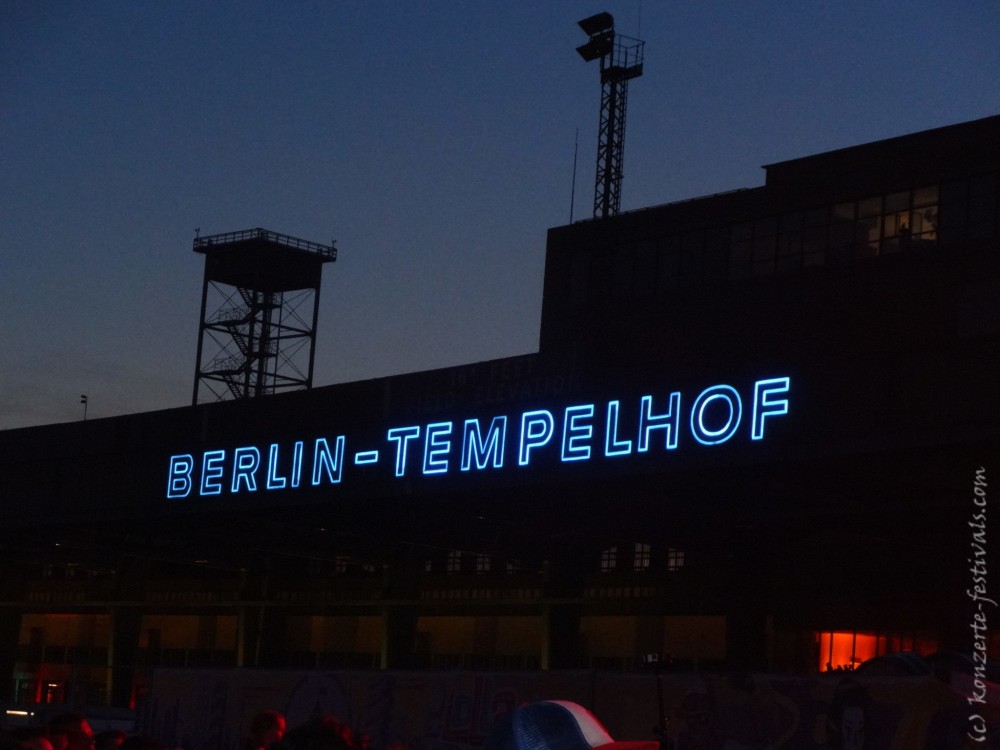 BERLIN-TEMPELHOF
(c) konzerte-festivals.com